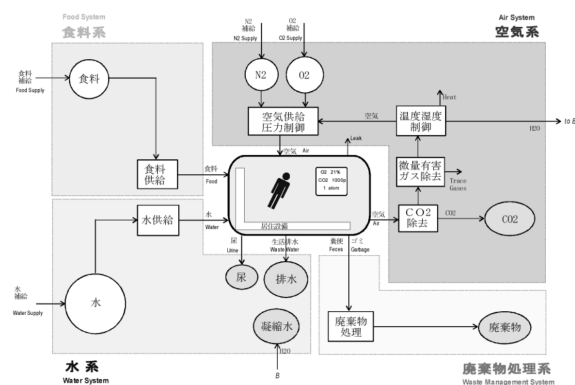 Food System
食料系
N2
補給
N2 Supply
O2
補給
O2 Supply
Air System
空気系
食料
補給
Food Supply
食料
N2
O2
Heat
空気供給
圧力制御
空気
温度湿度
制御
to B
H2O
空気 Air
Leak
食料
供給
食料
Food
O2 21%
1 atm
微量有害
ガス除去
Trace
Gases
水供給
水
Water
居住設備
空気
Air
CO2
除去
CO2
CO2
尿
Urine
生活排水
Waste Water
糞便
Feces
ゴミ
Garbage
尿
排水
水
補給
Water Supply
水
凝縮水
H2O
B
廃棄物
処理
廃棄物
水系
Water System
廃棄物処理系
Waste Management System